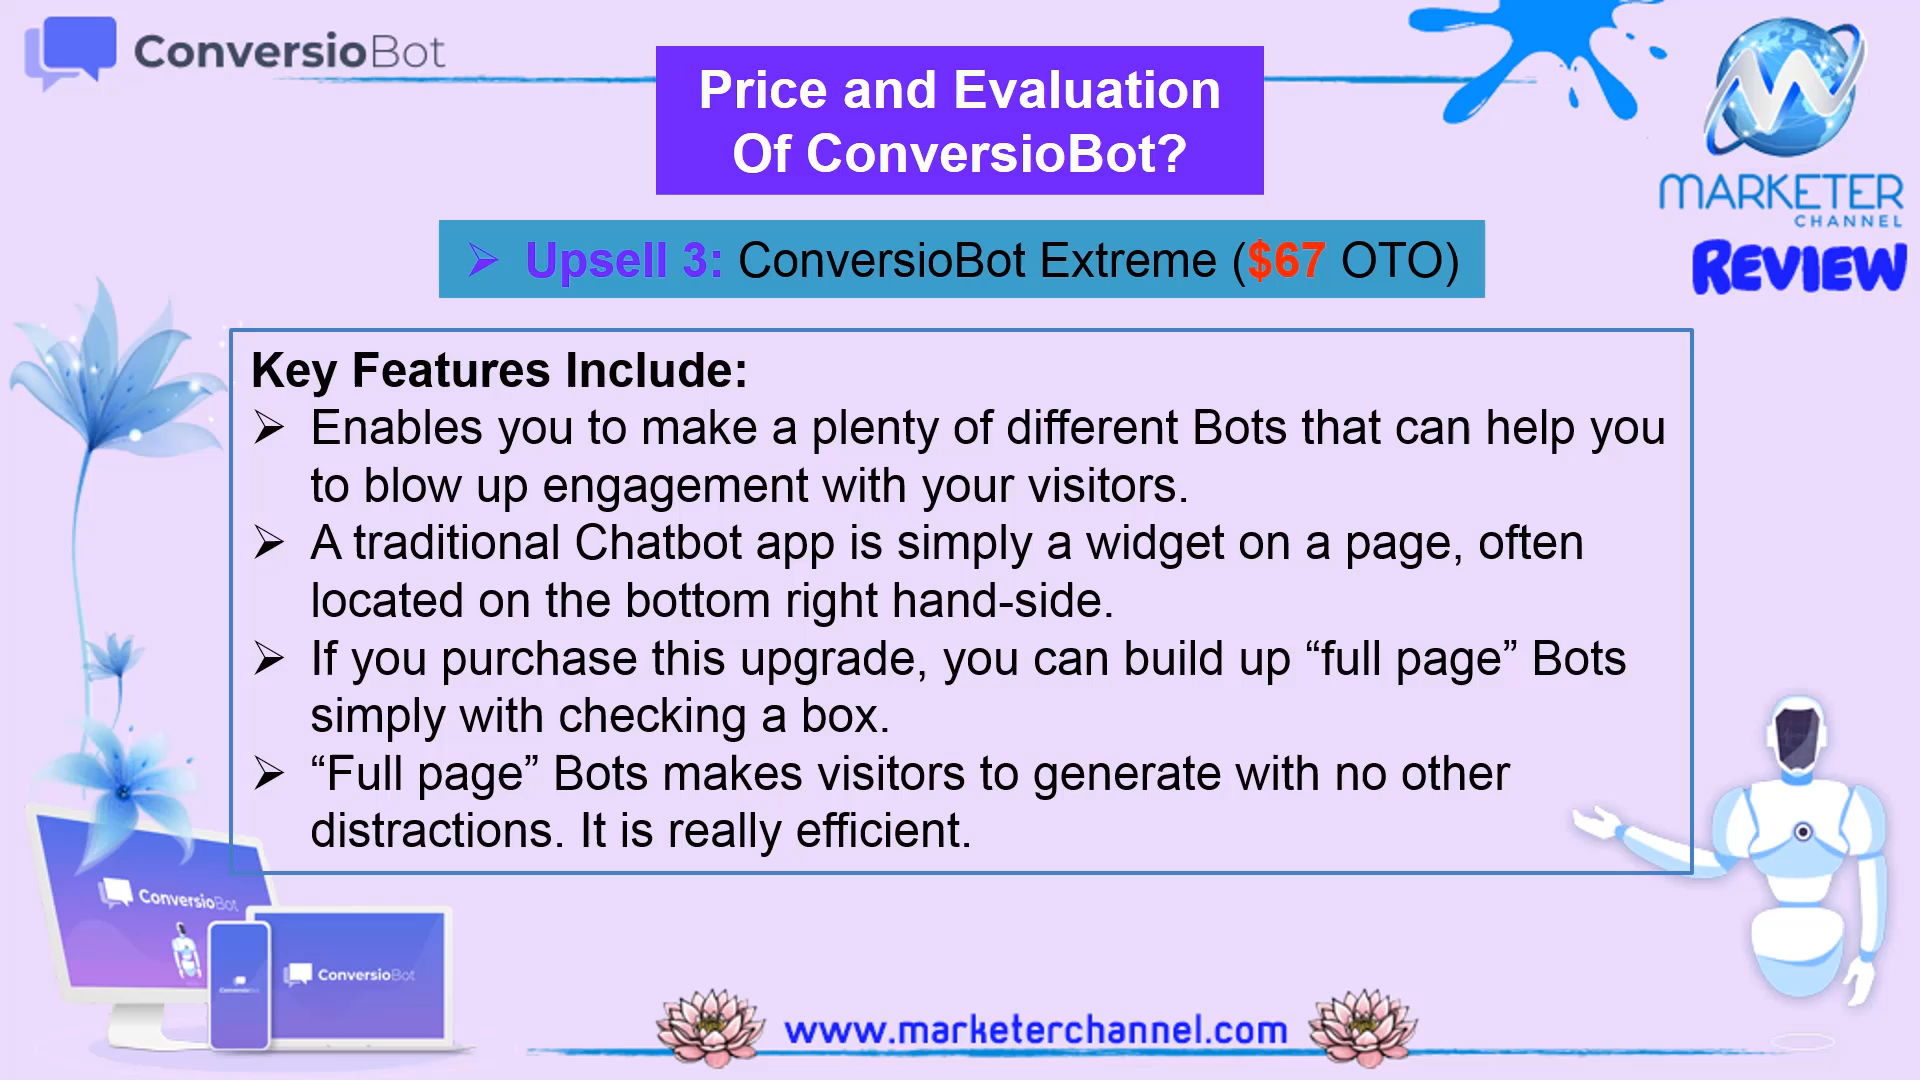 ConversioBot
Price and Evaluation
Of ConversioBot?
MARKETER
CHANNEL
REVIEW
➢ Upsell 3: ConversioBot Extreme ($67 OTO)
Key Features Include:
➢ Enables you to make a plenty of different Bots that can help you
to blow up engagement with your visitors.
➢ A traditional Chatbot app is simply a widget on a page, often
located on the bottom right hand-side.
➢ If you purchase this upgrade, you can build up “full page” Bots
simply with checking a box.
➢ “Full page” Bots makes visitors to generate with no other
distractions. It is really efficient.
ConversioBot
ConversioBot
ConversioBot
www.marketerchannel.com